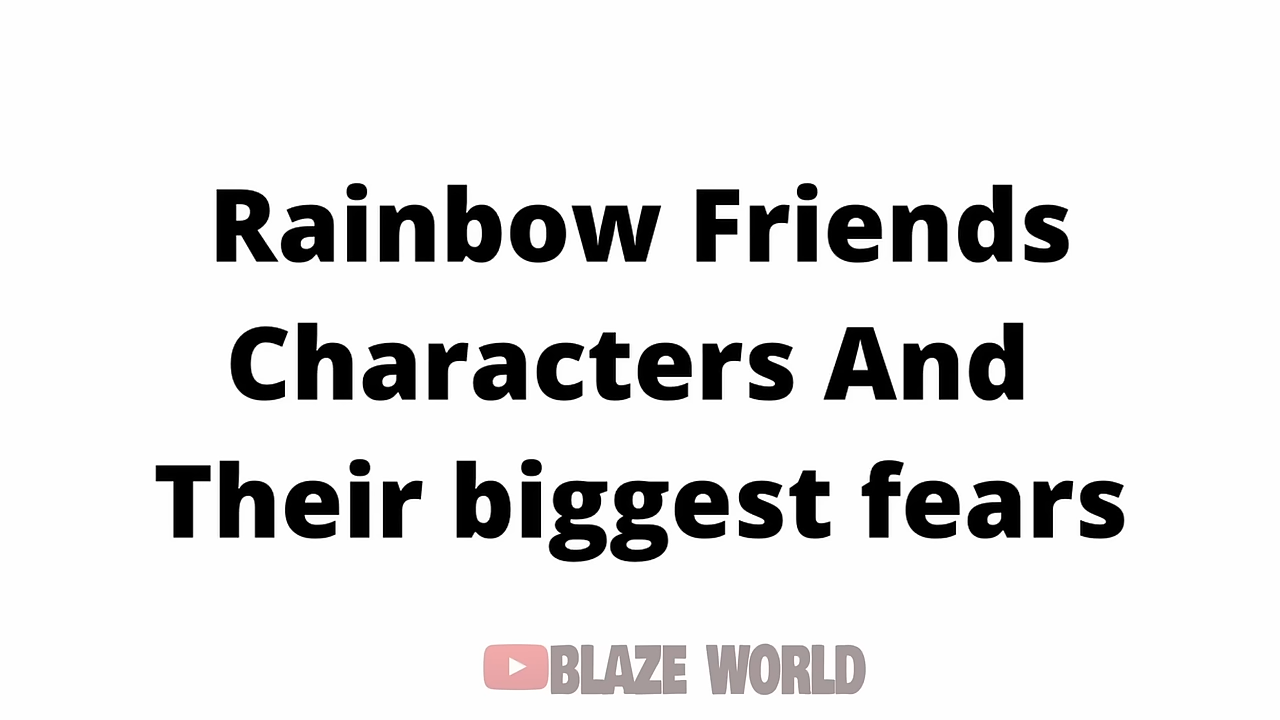 Rainbow Friends
Characters And
Their biggest fears
BLAZE WORLD